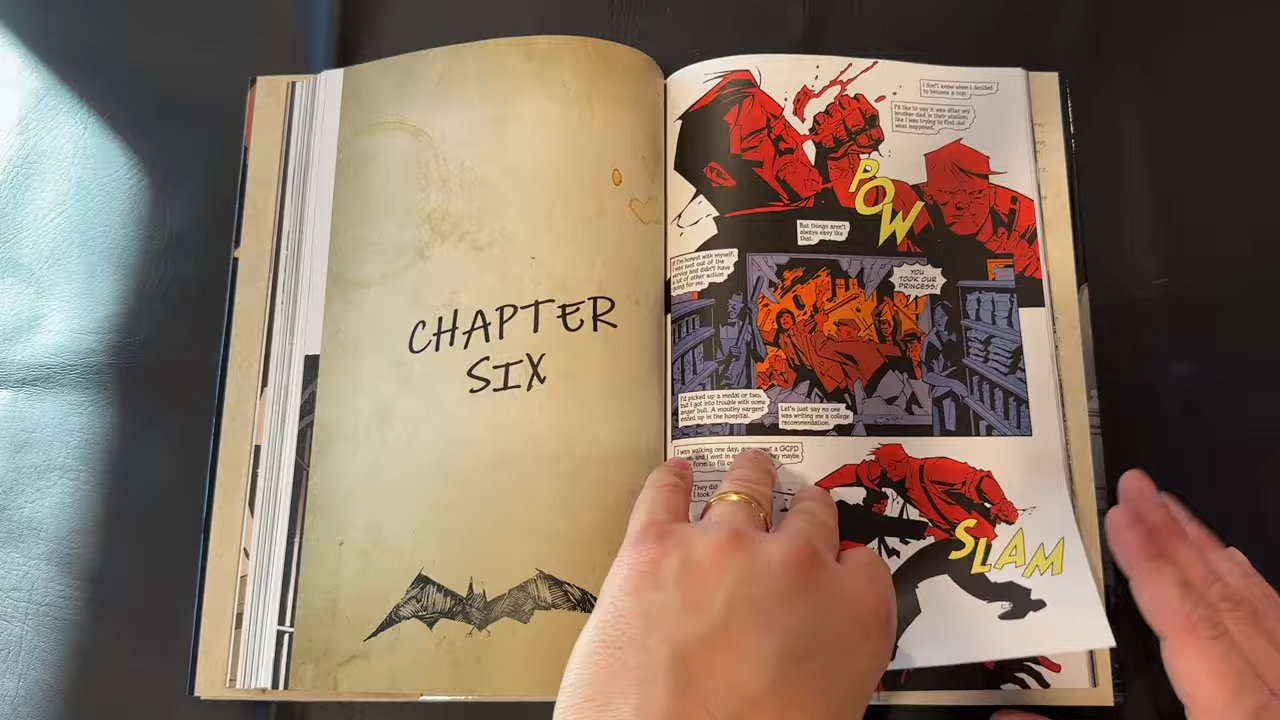 CHAPTER
SIX
I don't know when I decided
to become a cop.
I'd like to say it was after my
brother died in their station,
like I was trying to find out
what happened.
POW
But things aren't
always easy like
that.
If I'm honest with myself,
I was just out of the
service and didn't have
a lot of other action
going for me.
YOU
TOOK OUR
PRINCESS!
I'd picked up a medal or two,
but I got into trouble with some
anger bull. A moutiny sargent
ended up in the hospital.
Let's just say no one
was writing me a college
recommendation.
I was walking one day, a GCPD
and I went in maybe
form to fill
They did
I took
SLAM